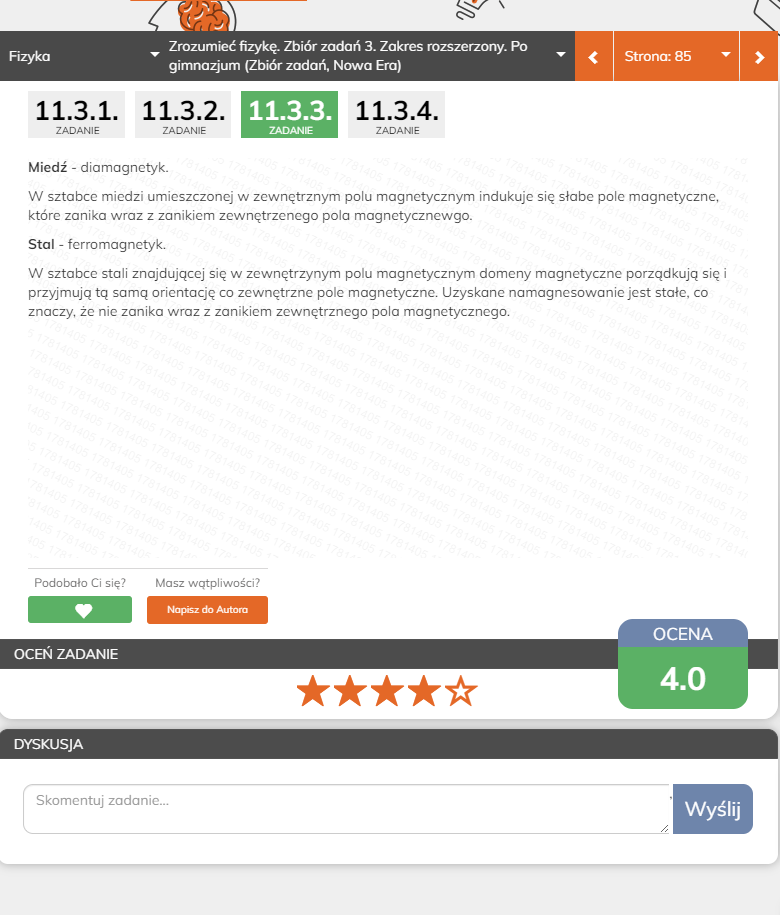 Fizyka
Zrozumieć fizykę. Zbiór zadań 3. Zakres rozszerzony. Po
gimnazjum (Zbiór zadań, Nowa Era)
Strona: 85
11.3.1.
ZADANIE
11.3.2.
ZADANIE
11.3.3.
ZADANIE
11.3.4.
ZADANIE
Miedź - diamagnetyk.
W sztabce miedzi umieszczonej w zewnętrznym polu magnetycznym indukuje się słabe pole magnetyczne,
które zanika wraz z zanikiem zewnętrzenego pola magnetycznewgo.
Stal - ferromagnetyk.
W sztabce stali znajdującej się w zewnętrzynym polu magnetycznym domeny magnetyczne porządkują się i
przyjmują tą samą orientację co zewnętrzne pole magnetyczne. Uzyskane namagnesowanie jest stałe, co
znaczy, że nie zanika wraz z zanikiem zewnętrznego pola magnetycznego.
Podobało Ci się?
Masz wątpliwości?
Napisz do Autora
OCEŃ ZADANIE
OCENA
4.0
DYSKUSJA
Skomentuj zadanie...
Wyślij